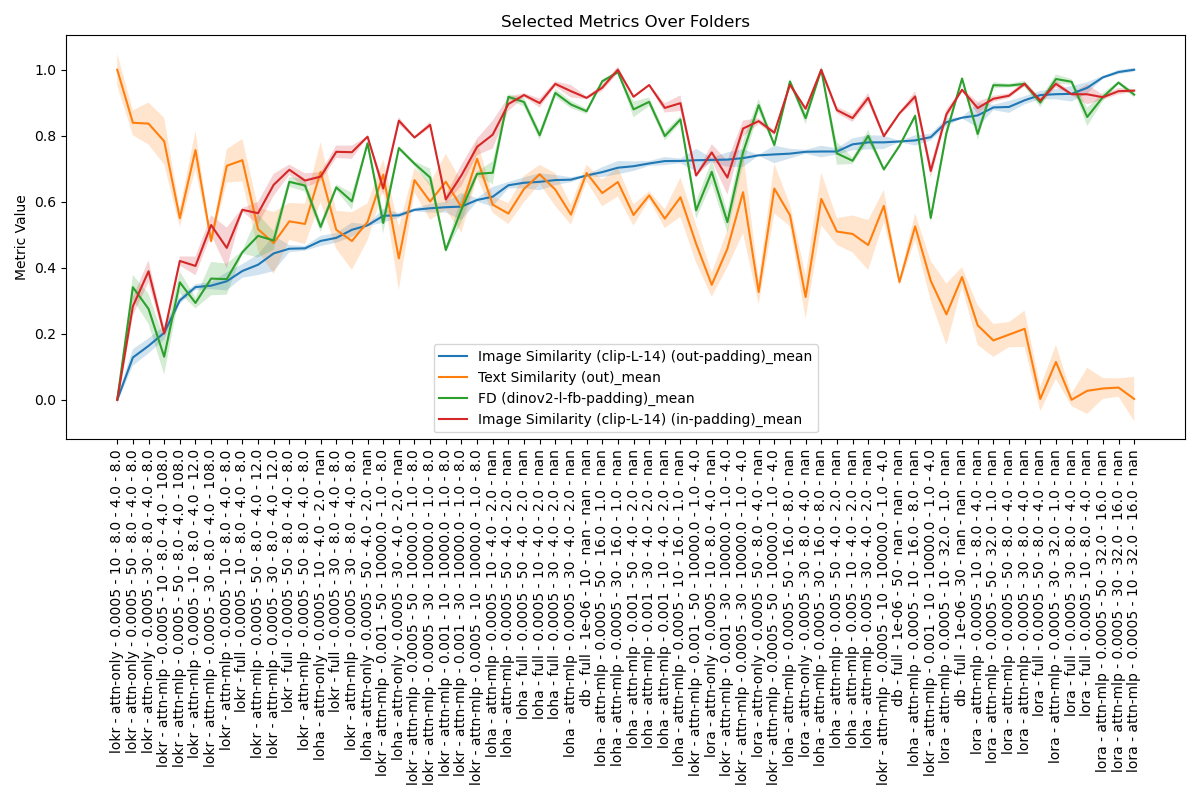 Selected Metrics Over Folders
Metric Value
1.0
0.8
0.6
0.4
0.2
0.0
Image Similarity (clip-L-14) (out-padding)_mean
Text Similarity (out)_mean
FD (dinov2-l-fb-padding)_mean
Image Similarity (clip-L-14) (in-padding)_mean
lokr - attn-only - 0.0005 - 10 - 8.0 - 4.0 - 8.0
lokr - attn-only - 0.0005 - 50 - 8.0 - 4.0 - 8.0
lokr - attn-only - 0.0005 - 30 - 8.0 - 4.0 - 8.0
lokr - attn-mlp - 0.0005 - 10 - 8.0 - 4.0 - 108.0
lokr - attn-mlp - 0.0005 - 50 - 8.0 - 4.0 - 108.0
lokr - attn-mlp - 0.0005 - 10 - 8.0 - 4.0 - 12.0
lokr - attn-mlp - 0.0005 - 30 - 8.0 - 4.0 - 108.0
lokr - attn-mlp - 0.0005 - 10 - 8.0 - 4.0 - 8.0
lokr - full - 0.0005 - 10 - 8.0 - 4.0 - 8.0
lokr - attn-mlp - 0.0005 - 50 - 8.0 - 4.0 - 12.0
lokr - attn-mlp - 0.0005 - 30 - 8.0 - 4.0 - 12.0
lokr - full - 0.0005 - 50 - 8.0 - 4.0 - 8.0
lokr - attn-mlp - 0.0005 - 50 - 8.0 - 4.0 - 8.0
loha - attn-only - 0.0005 - 10 - 4.0 - 2.0 - nan
lokr - full - 0.0005 - 30 - 8.0 - 4.0 - 8.0
lokr - attn-mlp - 0.0005 - 30 - 8.0 - 4.0 - 8.0
loha - attn-only - 0.0005 - 50 - 4.0 - 2.0 - nan
lokr - attn-mlp - 0.001 - 50 - 10000.0 - 1.0 - 8.0
loha - attn-only - 0.0005 - 30 - 4.0 - 2.0 - nan
lokr - attn-mlp - 0.0005 - 50 - 10000.0 - 1.0 - 8.0
lokr - attn-mlp - 0.0005 - 30 - 10000.0 - 1.0 - 8.0
lokr - attn-mlp - 0.001 - 10 - 10000.0 - 1.0 - 8.0
lokr - attn-mlp - 0.001 - 30 - 10000.0 - 1.0 - 8.0
lokr - attn-mlp - 0.0005 - 10 - 10000.0 - 1.0 - 8.0
loha - attn-mlp - 0.0005 - 10 - 4.0 - 2.0 - nan
loha - attn-mlp - 0.0005 - 50 - 4.0 - 2.0 - nan
loha - full - 0.0005 - 50 - 4.0 - 2.0 - nan
loha - full - 0.0005 - 10 - 4.0 - 2.0 - nan
loha - full - 0.0005 - 30 - 4.0 - 2.0 - nan
loha - attn-mlp - 0.0005 - 30 - 4.0 - 2.0 - nan
db - full - 1e-06 - 10 - nan - nan - nan
loha - attn-mlp - 0.0005 - 50 - 16.0 - 1.0 - nan
loha - attn-mlp - 0.0005 - 30 - 16.0 - 1.0 - nan
loha - attn-mlp - 0.001 - 50 - 4.0 - 2.0 - nan
loha - attn-mlp - 0.001 - 30 - 4.0 - 2.0 - nan
loha - attn-mlp - 0.001 - 10 - 4.0 - 2.0 - nan
loha - attn-mlp - 0.0005 - 10 - 16.0 - 1.0 - nan
lokr - attn-mlp - 0.001 - 50 - 10000.0 - 1.0 - 4.0
lora - attn-only - 0.0005 - 10 - 8.0 - 4.0 - nan
lokr - attn-mlp - 0.001 - 30 - 10000.0 - 1.0 - 4.0
lokr - attn-mlp - 0.0005 - 30 - 10000.0 - 1.0 - 4.0
lora - attn-only - 0.0005 - 50 - 8.0 - 4.0 - nan
lokr - attn-mlp - 0.0005 - 50 - 10000.0 - 1.0 - 4.0
loha - attn-mlp - 0.0005 - 50 - 16.0 - 8.0 - nan
lora - attn-only - 0.0005 - 30 - 8.0 - 4.0 - nan
loha - attn-mlp - 0.0005 - 30 - 16.0 - 8.0 - nan
loha - attn-mlp - 0.0005 - 10 - 4.0 - 2.0 - nan
loha - attn-mlp - 0.0005 - 50 - 4.0 - 2.0 - nan
loha - attn-mlp - 0.0005 - 30 - 4.0 - 2.0 - nan
lokr - attn-mlp - 0.0005 - 10 - 10000.0 - 1.0 - 4.0
db - full - 1e-06 - 50 - nan - nan - nan
loha - attn-mlp - 0.0005 - 10 - 16.0 - 8.0 - nan
lokr - attn-mlp - 0.001 - 10 - 10000.0 - 1.0 - 4.0
lora - attn-mlp - 0.0005 - 10 - 32.0 - 1.0 - nan
db - full - 1e-06 - 30 - nan - nan - nan
lora - attn-mlp - 0.0005 - 10 - 8.0 - 4.0 - nan
lora - attn-mlp - 0.0005 - 50 - 32.0 - 1.0 - nan
lora - attn-mlp - 0.0005 - 50 - 8.0 - 4.0 - nan
lora - attn-mlp - 0.0005 - 30 - 8.0 - 4.0 - nan
lora - full - 0.0005 - 50 - 8.0 - 4.0 - nan
lora - attn-mlp - 0.0005 - 30 - 32.0 - 1.0 - nan
lora - full - 0.0005 - 30 - 8.0 - 4.0 - nan
lora - full - 0.0005 - 10 - 8.0 - 4.0 - nan
lora - attn-mlp - 0.0005 - 50 - 32.0 - 16.0 - nan
lora - attn-mlp - 0.0005 - 30 - 32.0 - 16.0 - nan
lora - attn-mlp - 0.0005 - 10 - 32.0 - 16.0 - nan